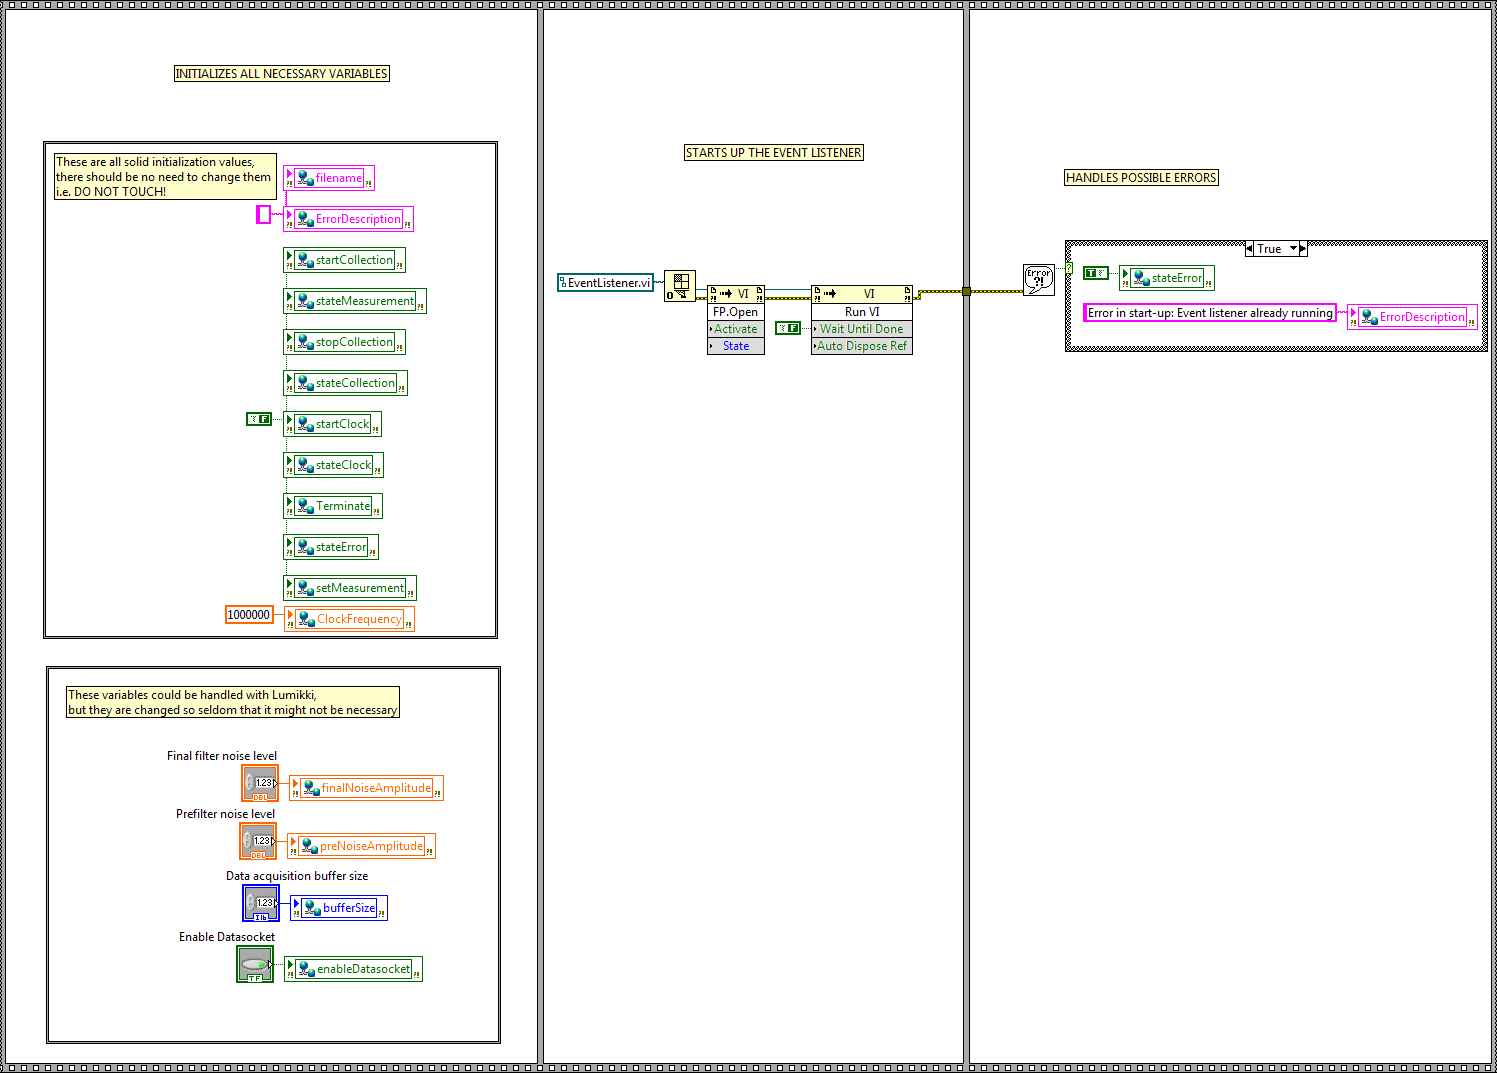 INITIALIZES ALL NECESSARY VARIABLES
These are all solid initialization values,
there should be no need to change them
i.e. DO NOT TOUCH!
filename
ErrorDescription
startCollection
stateMeasurement
stopCollection
stateCollection
F
startClock
stateClock
Terminate
stateError
setMeasurement
1000000
ClockFrequency
These variables could be handled with Lumikki,
but they are changed so seldom that it might not be necessary
Final filter noise level
1.23
DBL
finalNoiseAmplitude
Prefilter noise level
1.23
DBL
preNoiseAmplitude
Data acquisition buffer size
1.23
I16
bufferSize
Enable Datasocket
TF
enableDatasocket
STARTS UP THE EVENT LISTENER
EventListener.vi
VI
FP.Open
Activate
State
F
VI
Run VI
Wait Until Done
Auto Dispose Ref
HANDLES POSSIBLE ERRORS
Error
?!
True
?
T
stateError
Error in start-up: Event listener already running
ErrorDescription